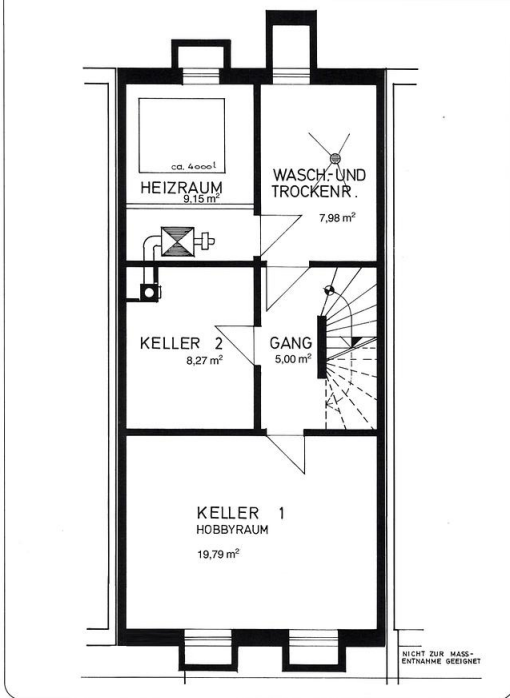 ca. 4000l
HEIZRAUM
9,15 m²
WASCH.-UND
TROCKENR.
7,98 m²
KELLER 2
8,27 m²
GANG
5,00 m²
KELLER 1
HOBBYRAUM
19,79 m²
NICHT ZUR MASS-
ENTNAHME GEEIGNET